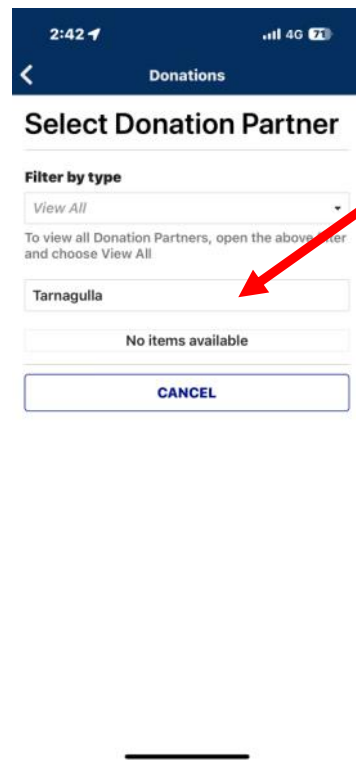 2:42
4G 71
Donations
Select Donation Partner
Filter by type
View All
To view all Donation Partners, open the above filter
and choose View All
Tarnagulla
No items available
CANCEL